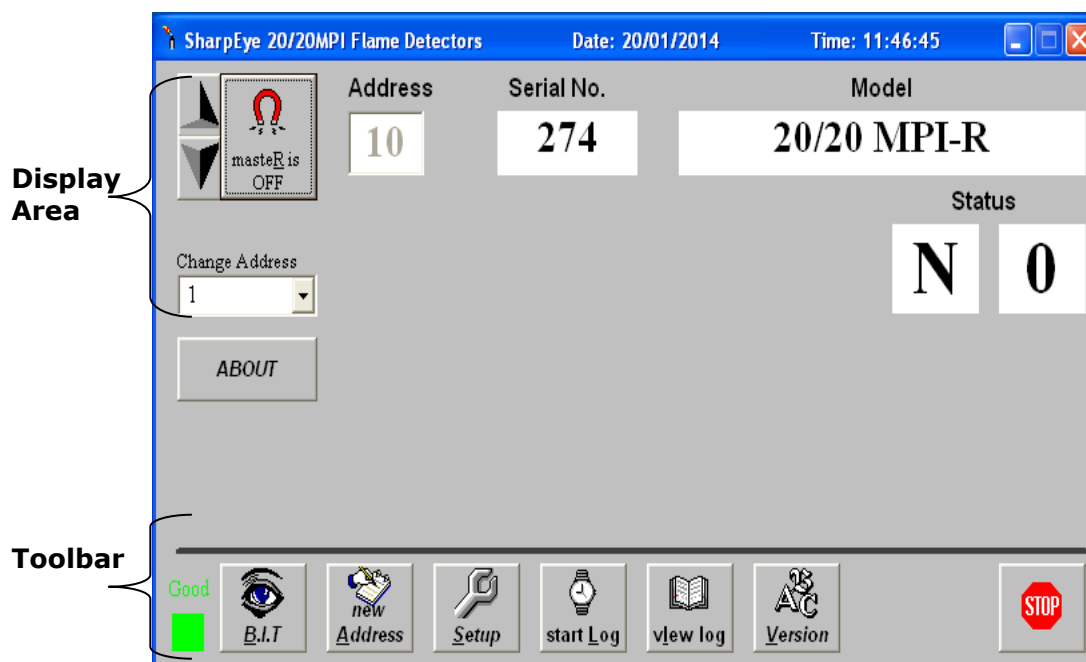 SharpEye 20/20MPI Flame Detectors Date: 20/01/2014 Time: 11:46:45
Address Serial No. Model
masteR is
OFF
10 274 20/20 MPI-R
Display
Area
Status
N 0
Change Address
1
ABOUT
Toolbar
Good
B.I.T
new
Address
Setup
start Log
vIew log
ABC
Version
STOP